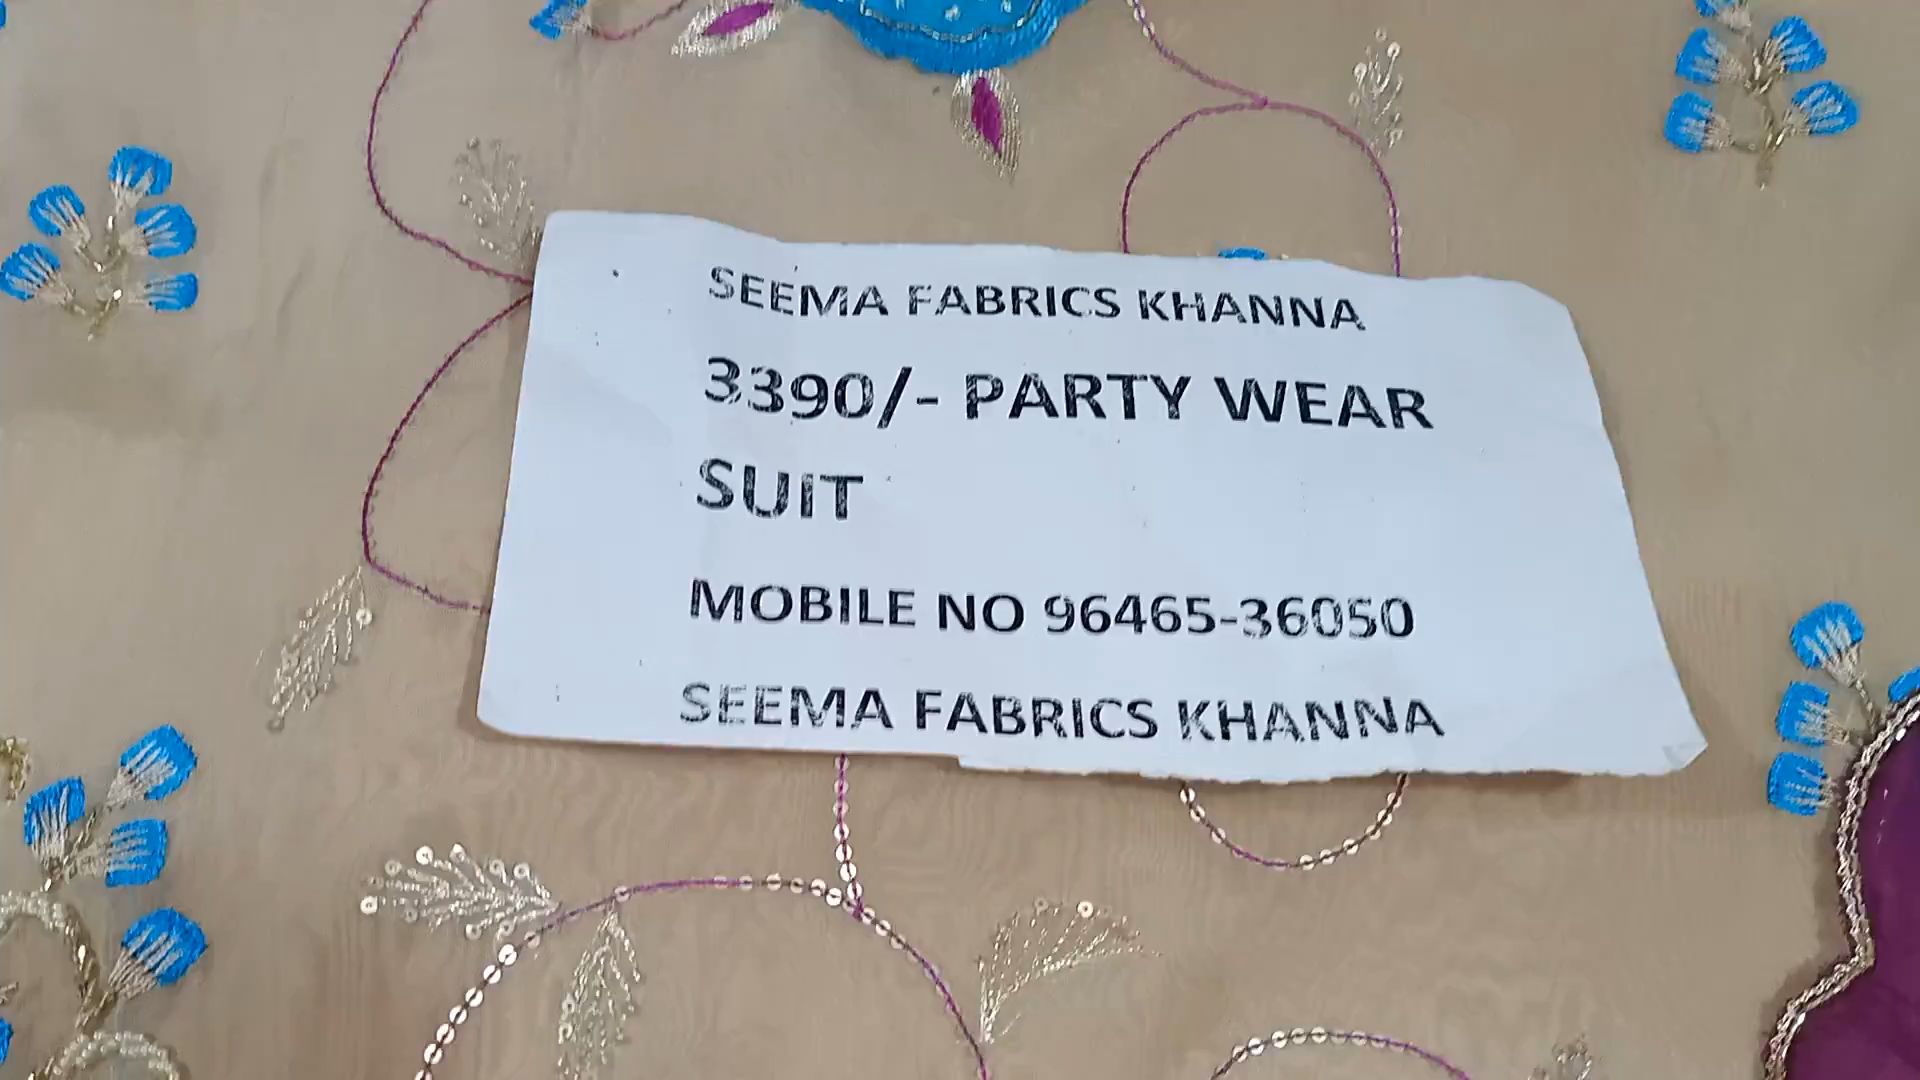 SEEMA FABRICS KHANNA
3390/- PARTY WEAR
SUIT
MOBILE NO 96465-36050
SEEMA FABRICS KHANNA